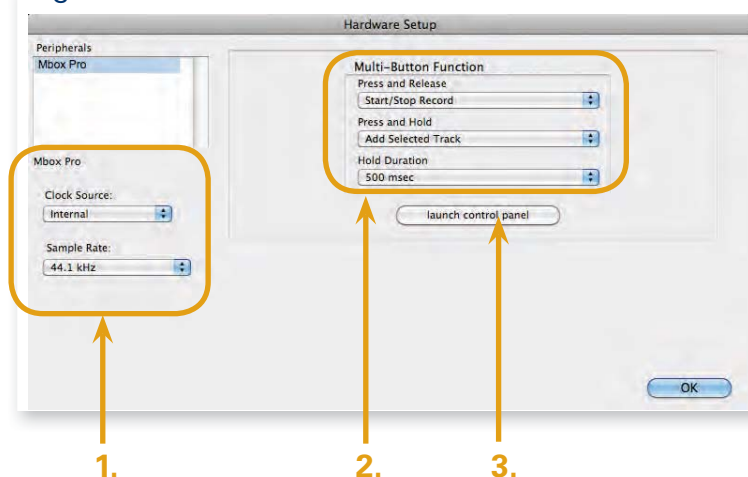 Hardware Setup
Peripherals
Mbox Pro
Mbox Pro
Clock Source:
Internal
Sample Rate:
44.1 kHz
Multi-Button Function
Press and Release
Start/Stop Record
Press and Hold
Add Selected Track
Hold Duration
500 msec
launch control panel
OK
1.
2.
3.